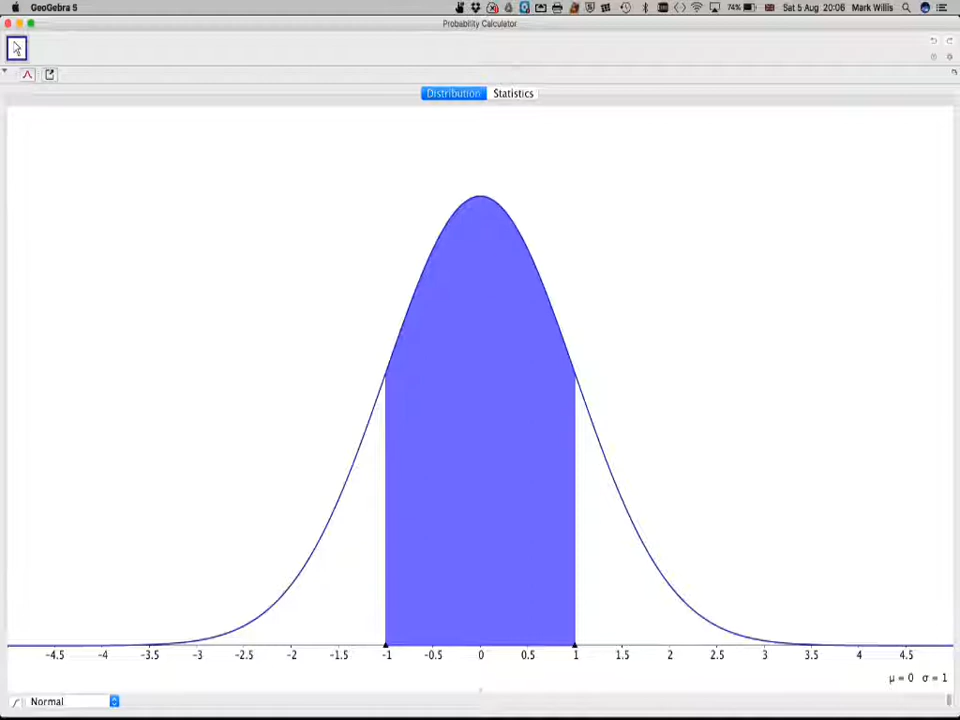 GeoGebra 5 74% Sat 5 Aug 20:06 Mark Willis
Probability Calculator
Distribution Statistics
-4.5 -4 -3.5 -3 -2.5 -2 -1.5 -1 -0.5 0 0.5 1 1.5 2 2.5 3 3.5 4 4.5
μ = 0 σ = 1
Normal